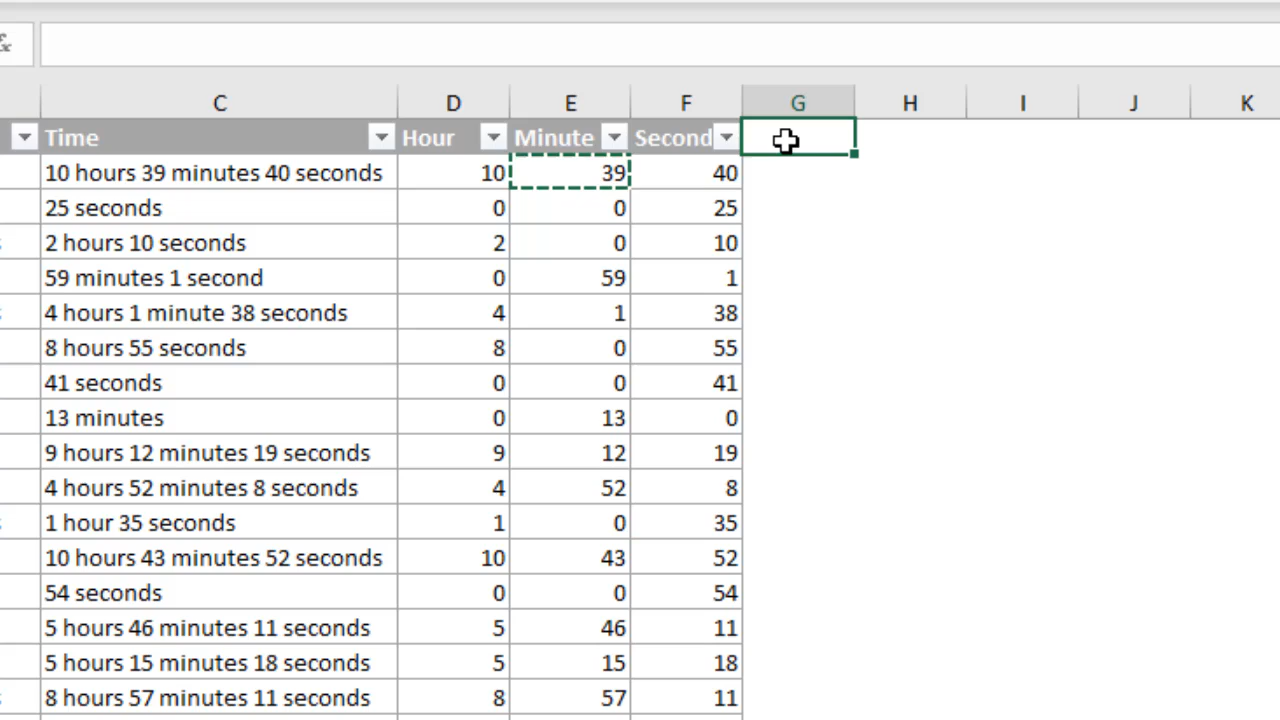 fx
C D E F G H I J K
Time Hour Minute Second
10 hours 39 minutes 40 seconds 10 39 40
25 seconds 0 0 25
2 hours 10 seconds 2 0 10
59 minutes 1 second 0 59 1
4 hours 1 minute 38 seconds 4 1 38
8 hours 55 seconds 8 0 55
41 seconds 0 0 41
13 minutes 0 13 0
9 hours 12 minutes 19 seconds 9 12 19
4 hours 52 minutes 8 seconds 4 52 8
1 hour 35 seconds 1 0 35
10 hours 43 minutes 52 seconds 10 43 52
54 seconds 0 0 54
5 hours 46 minutes 11 seconds 5 46 11
5 hours 15 minutes 18 seconds 5 15 18
8 hours 57 minutes 11 seconds 8 57 11